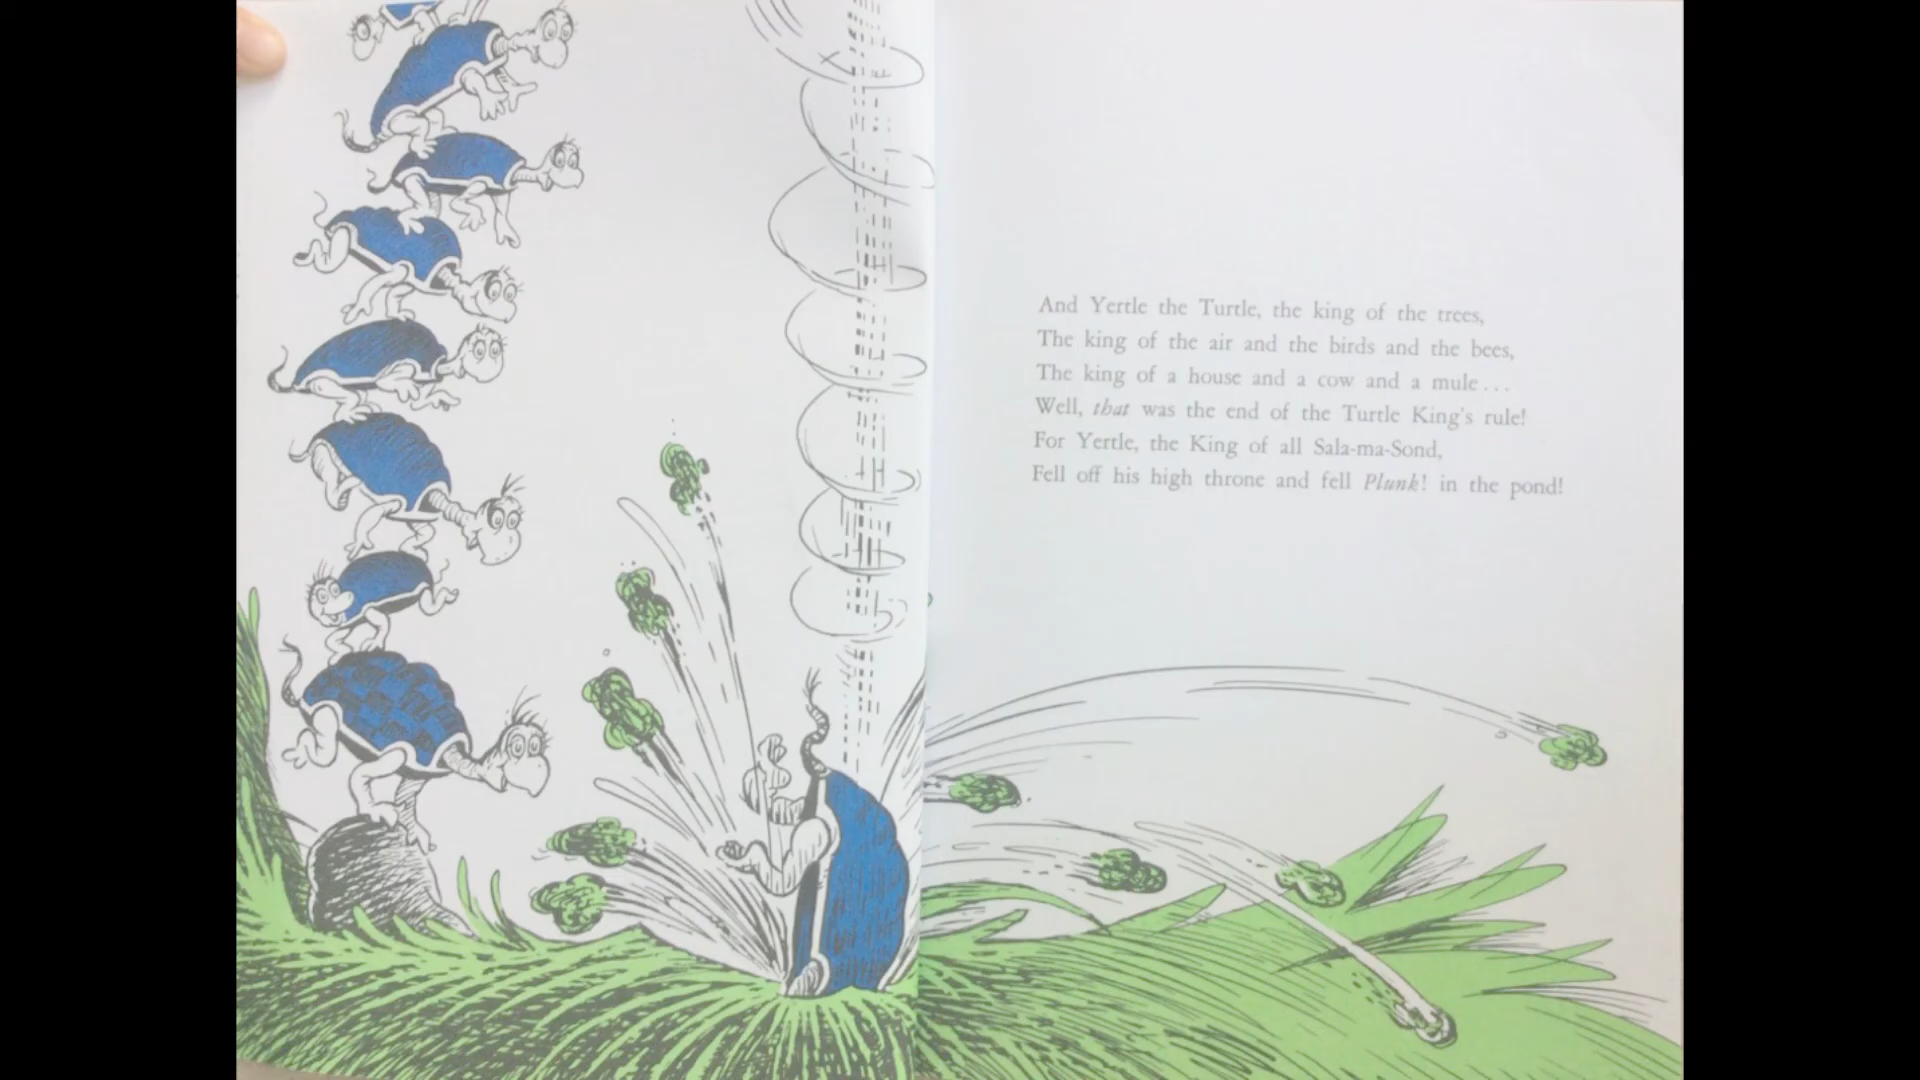 And Yertle the Turtle, the king of the trees,
The king of the air and the birds and the bees,
The king of a house and a cow and a mule...
Well, that was the end of the Turtle King's rule!
For Yertle, the King of all Sala-ma-Sond,
Fell off his high throne and fell Plunk! in the pond!